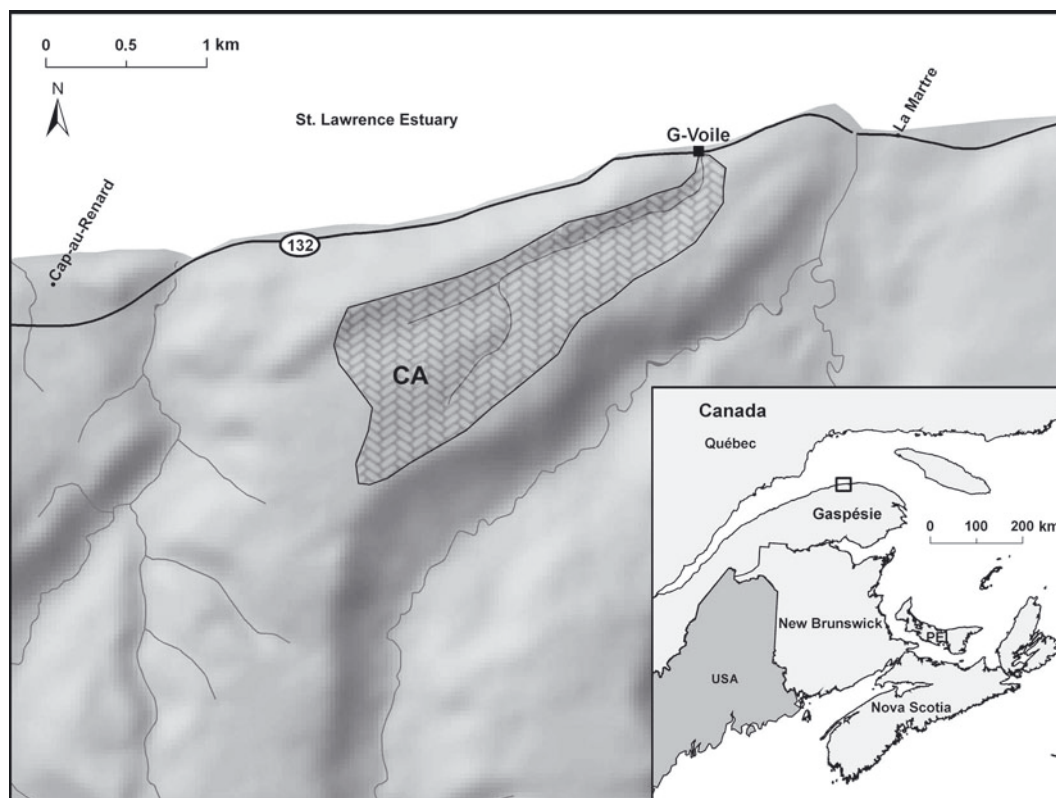 0 0.5 1 km
N
St. Lawrence Estuary
G-Voile
La Martre
Cap-au-Renard
132
CA
Canada
Québec
Gaspésie
0 100 200 km
New Brunswick
PEI
USA
Nova Scotia